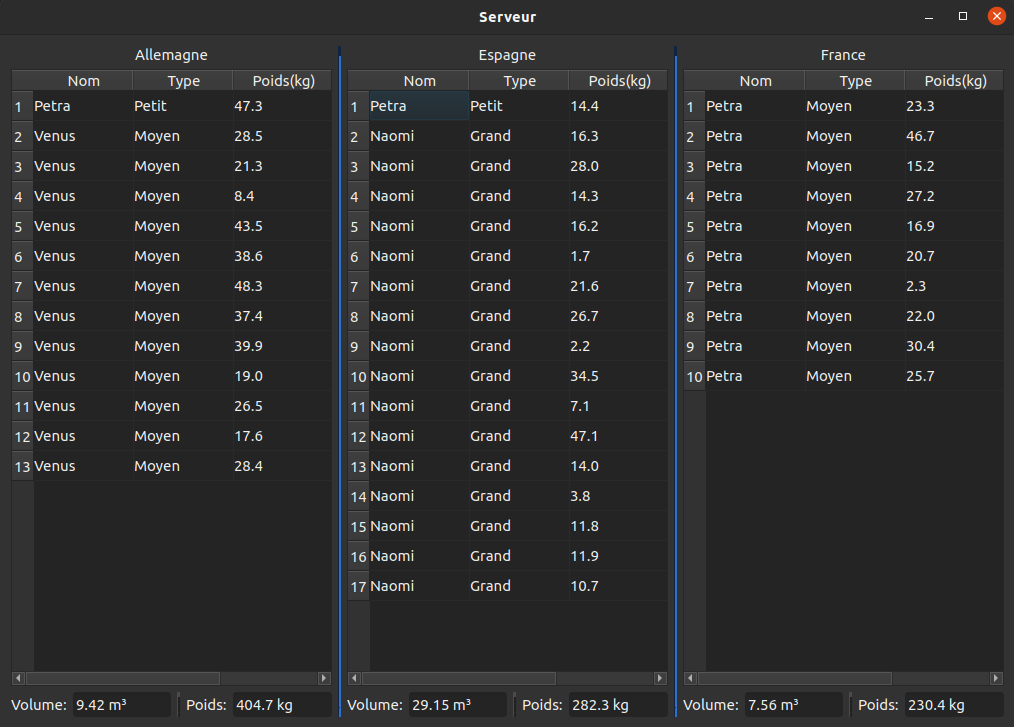 Serveur
Allemagne Espagne France
Nom Type Poids(kg) Nom Type Poids(kg) Nom Type Poids(kg)
1 Petra Petit 47.3 1 Petra Petit 14.4 1 Petra Moyen 23.3
2 Venus Moyen 28.5 2 Naomi Grand 16.3 2 Petra Moyen 46.7
3 Venus Moyen 21.3 3 Naomi Grand 28.0 3 Petra Moyen 15.2
4 Venus Moyen 8.4 4 Naomi Grand 14.3 4 Petra Moyen 27.2
5 Venus Moyen 43.5 5 Naomi Grand 16.2 5 Petra Moyen 16.9
6 Venus Moyen 38.6 6 Naomi Grand 1.7 6 Petra Moyen 20.7
7 Venus Moyen 48.3 7 Naomi Grand 21.6 7 Petra Moyen 2.3
8 Venus Moyen 37.4 8 Naomi Grand 26.7 8 Petra Moyen 22.0
9 Venus Moyen 39.9 9 Naomi Grand 2.2 9 Petra Moyen 30.4
10 Venus Moyen 19.0 10 Naomi Grand 34.5 10 Petra Moyen 25.7
11 Venus Moyen 26.5 11 Naomi Grand 7.1
12 Venus Moyen 17.6 12 Naomi Grand 47.1
13 Venus Moyen 28.4 13 Naomi Grand 14.0
14 Naomi Grand 3.8
15 Naomi Grand 11.8
16 Naomi Grand 11.9
17 Naomi Grand 10.7
Volume: 9.42 m³ Poids: 404.7 kg Volume: 29.15 m³ Poids: 282.3 kg Volume: 7.56 m³ Poids: 230.4 kg